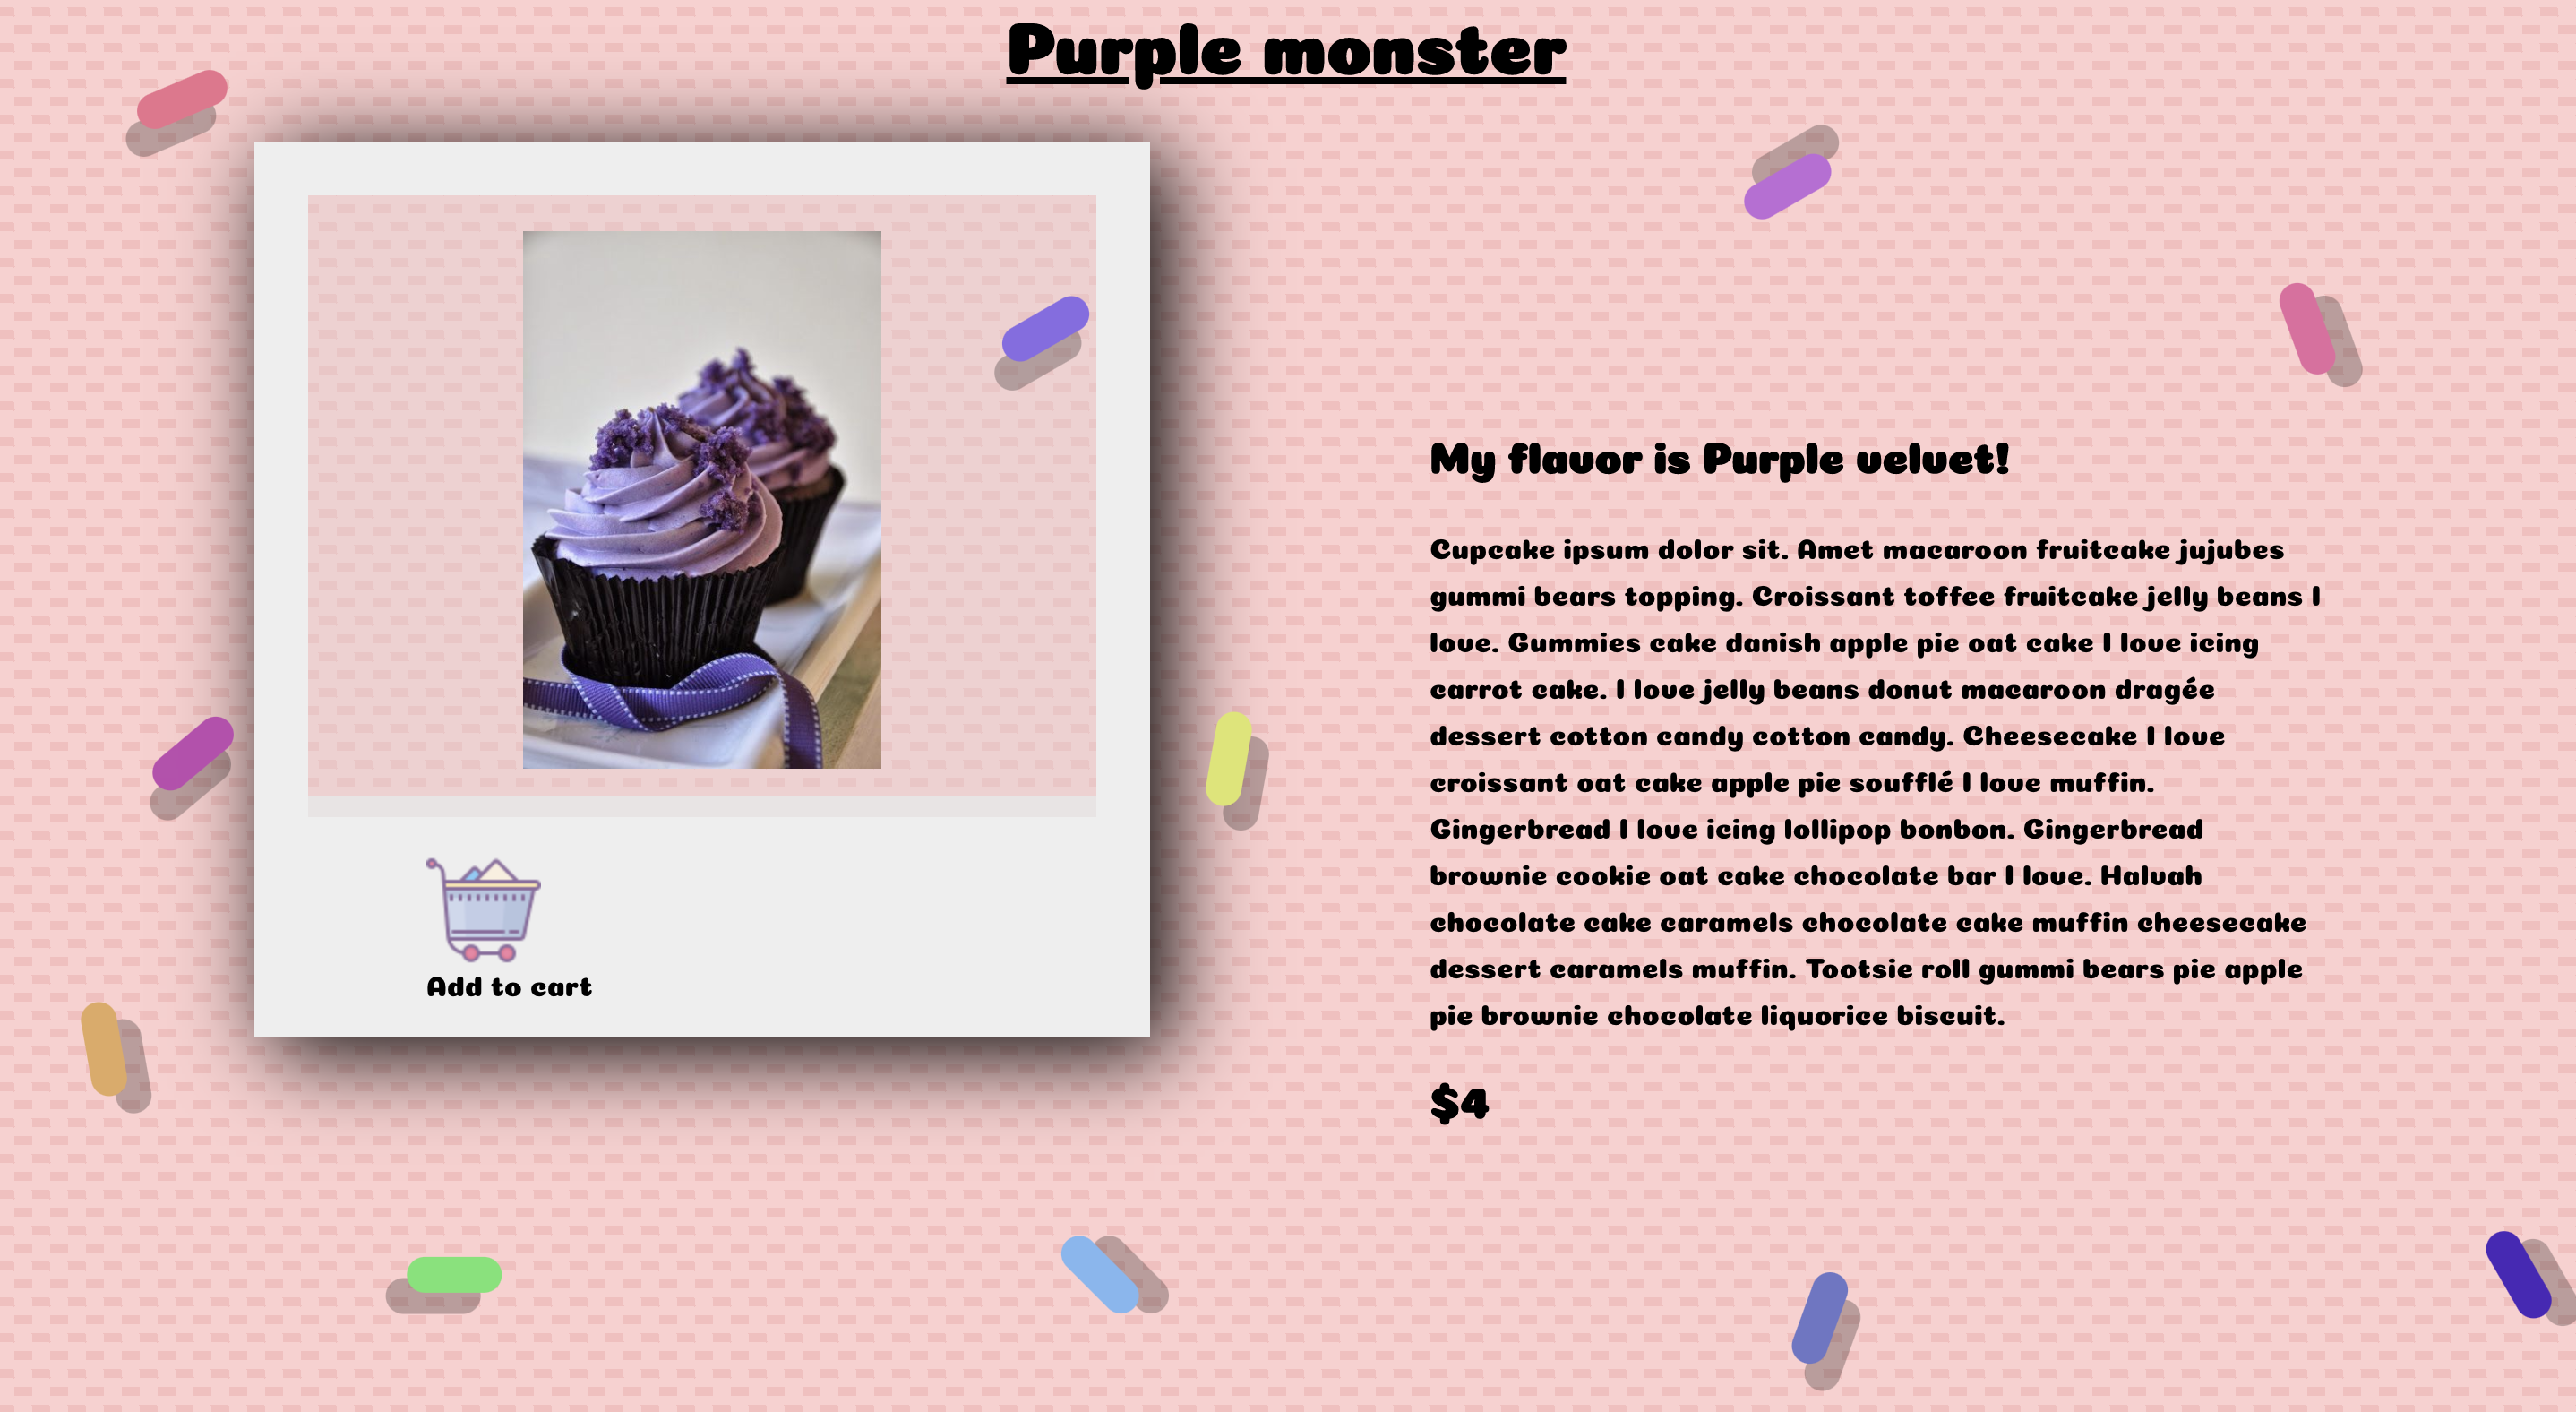 Purple monster
Add to cart
My flavor is Purple velvet!
Cupcake ipsum dolor sit. Amet macaroon fruitcake jujubes
gummi bears topping. Croissant toffee fruitcake jelly beans I
love. Gummies cake danish apple pie oat cake I love icing
carrot cake. I love jelly beans donut macaroon dragée
dessert cotton candy cotton candy. Cheesecake I love
croissant oat cake apple pie soufflé I love muffin.
Gingerbread I love icing lollipop bonbon. Gingerbread
brownie cookie oat cake chocolate bar I love. Halvah
chocolate cake caramels chocolate cake muffin cheesecake
dessert caramels muffin. Tootsie roll gummi bears pie apple
pie brownie chocolate liquorice biscuit.
$4